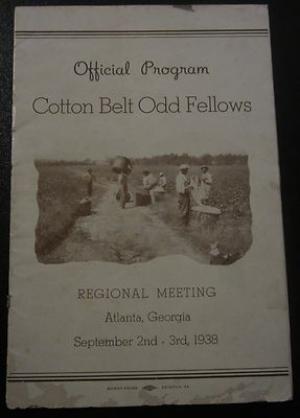 Official Program
Cotton Belt Odd Fellows
REGIONAL MEETING
Atlanta, Georgia
September 2nd - 3rd, 1938